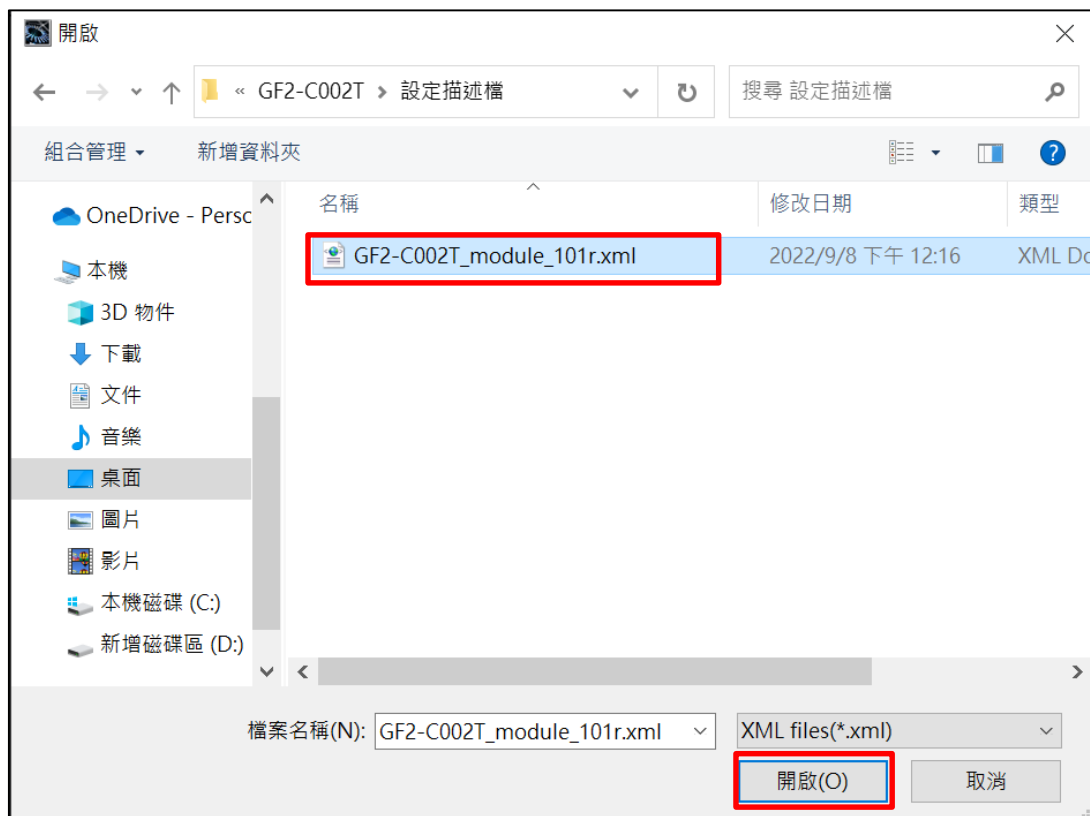 開啟
« GF2-C002T > 設定描述檔
搜尋 設定描述檔
組合管理 新增資料夾
名稱 修改日期 類型
GF2-C002T_module_101r.xml 2022/9/8 下午 12:16 XML Do
OneDrive - Perso
本機
3D 物件
下載
文件
音樂
桌面
圖片
影片
本機磁碟 (C:)
新增磁碟區 (D:)
檔案名稱(N): GF2-C002T_module_101r.xml XML files(*.xml)
開啟(O) 取消